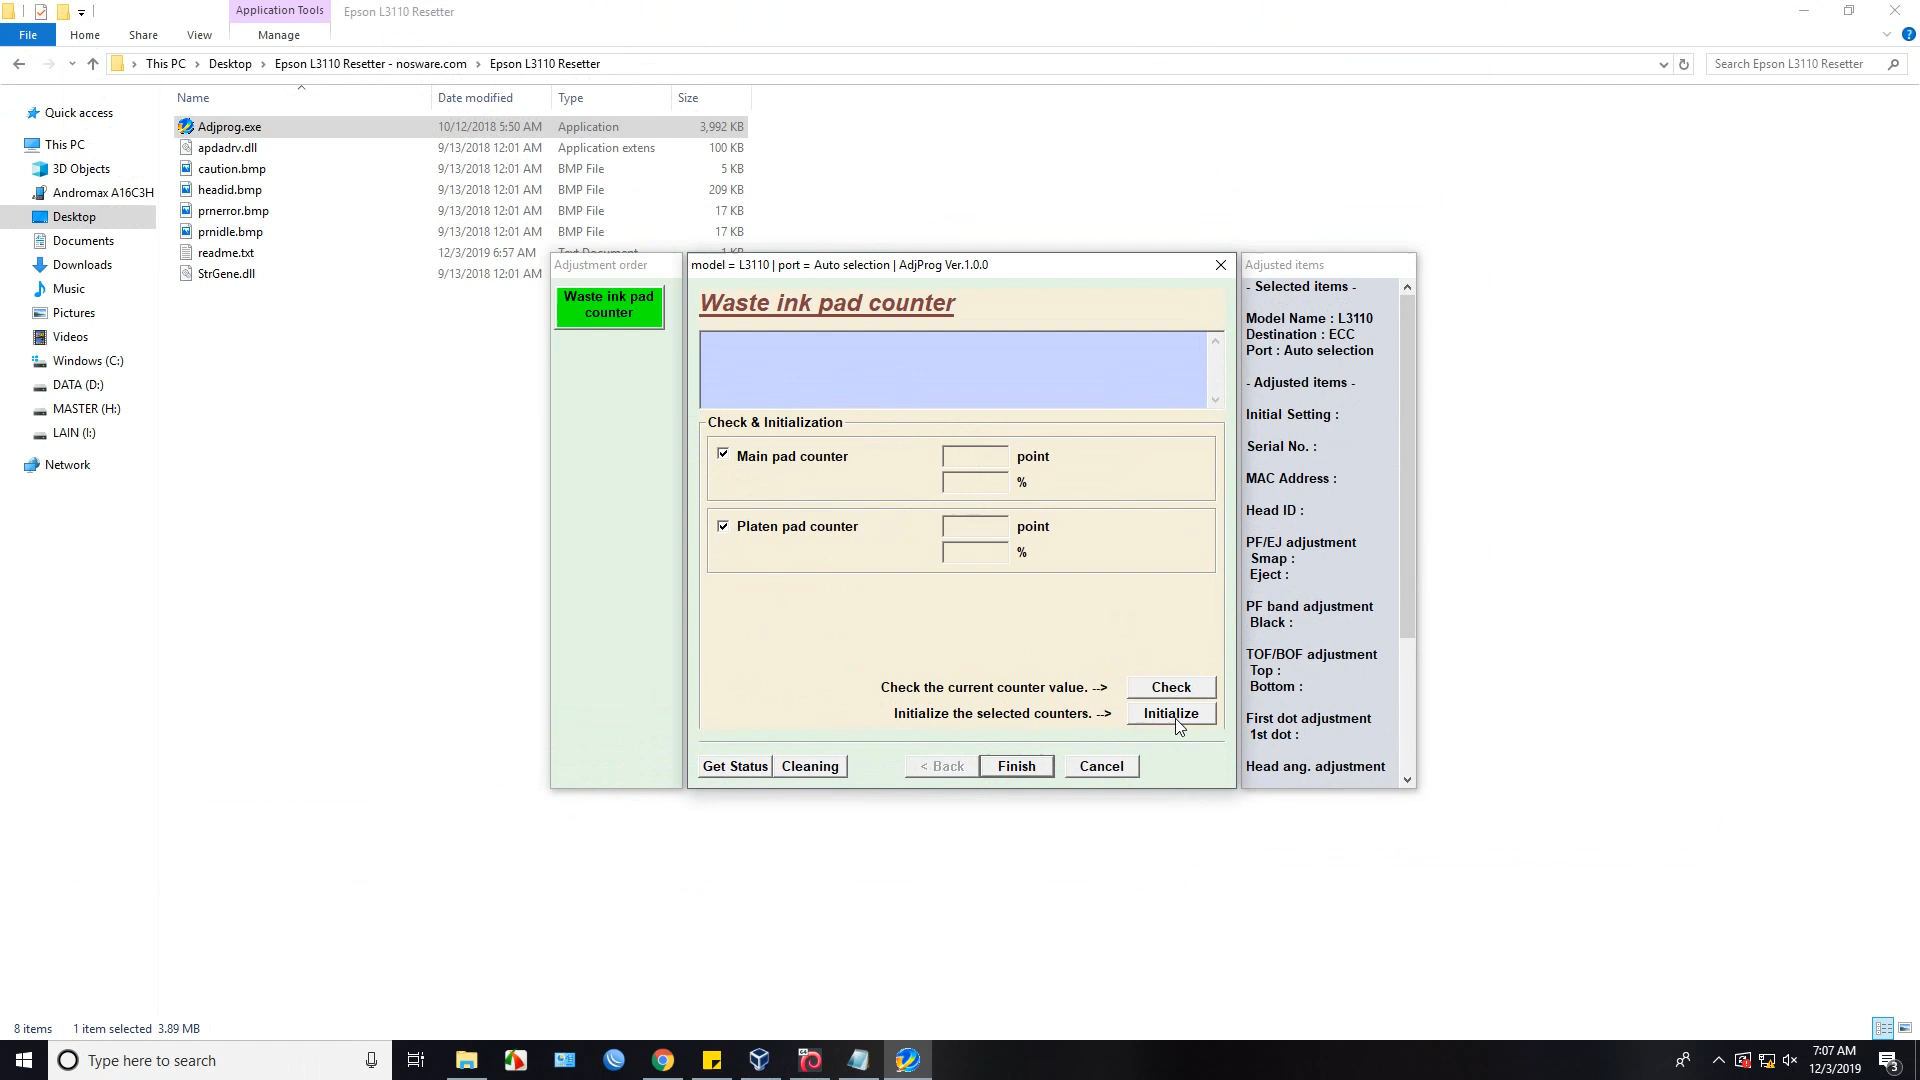 Application Tools
Epson L3110 Resetter
File
Home
Share
View
Manage
This PC
Desktop
Epson L3110 Resetter - nosware.com
Epson L3110 Resetter
Search Epson L3110 Resetter
Name
Date modified
Type
Size
Quick access
This PC
3D Objects
Andromax A16C3H
Desktop
Documents
Downloads
Music
Pictures
Videos
Windows (C:)
DATA (D:)
MASTER (H:)
LAIN (I:)
Network
Adjprog.exe 10/12/2018 5:50 AM Application 3,992 KB
apdadrv.dll 9/13/2018 12:01 AM Application extens 100 KB
caution.bmp 9/13/2018 12:01 AM BMP File 5 KB
headid.bmp 9/13/2018 12:01 AM BMP File 209 KB
prnerror.bmp 9/13/2018 12:01 AM BMP File 17 KB
prnidle.bmp 9/13/2018 12:01 AM BMP File 17 KB
readme.txt 12/3/2019 6:57 AM Text Document 1 KB
StrGene.dll 9/13/2018 12:01 AM
Adjustment order
Waste ink pad
counter
model = L3110 | port = Auto selection | AdjProg Ver.1.0.0
Waste ink pad counter
Check & Initialization
Main pad counter
point
%
Platen pad counter
point
%
Check the current counter value. -->
Check
Initialize the selected counters. -->
Initialize
Get Status
Cleaning
< Back
Finish
Cancel
Adjusted items
- Selected items -
Model Name : L3110
Destination : ECC
Port : Auto selection
- Adjusted items -
Initial Setting :
Serial No. :
MAC Address :
Head ID :
PF/EJ adjustment
Smap :
Eject :
PF band adjustment
Black :
TOF/BOF adjustment
Top :
Bottom :
First dot adjustment
1st dot :
Head ang. adjustment
8 items
1 item selected 3.89 MB
Type here to search
7:07 AM
12/3/2019
3